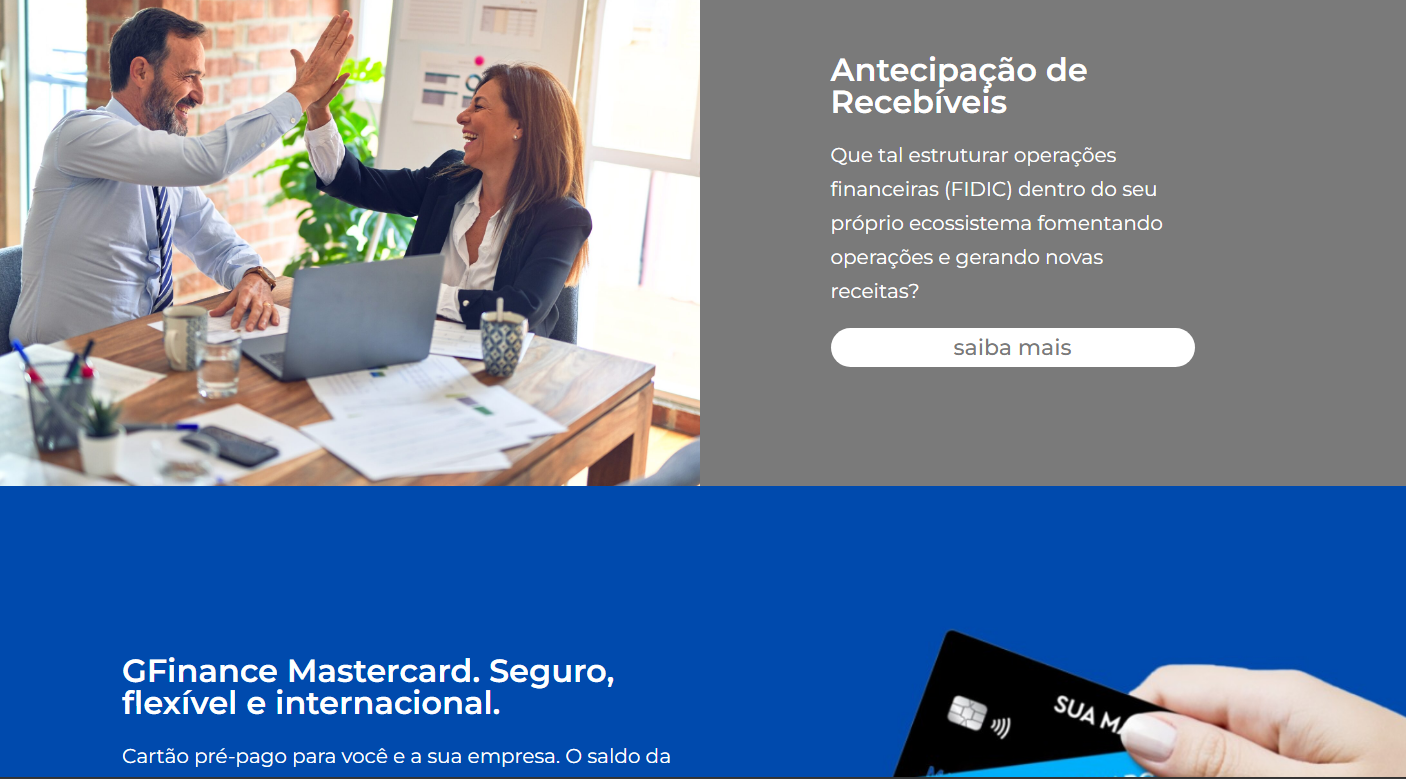 Antecipação de
Recebíveis
Que tal estruturar operações
financeiras (FIDIC) dentro do seu
próprio ecossistema fomentando
operações e gerando novas
receitas?
saiba mais
GFinance Mastercard. Seguro,
flexível e internacional.
Cartão pré-pago para você e a sua empresa. O saldo da
SUA